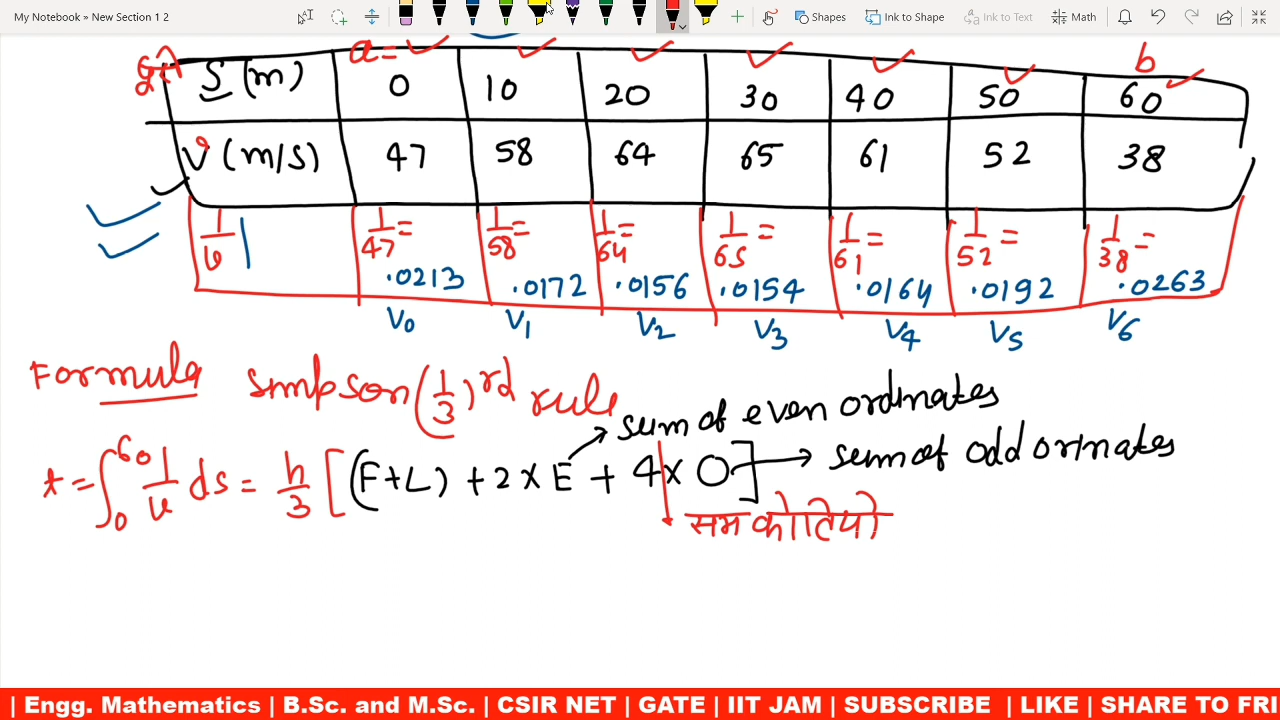 My Notebook » New Section 1 2 Shapes Ink to Shape Ink to Text Math
a= b
S (m) 0 10 20 30 40 50 60
v (m/s) 47 58 64 65 61 52 38
1/v 1/47 = 1/58 = 1/64 = 1/65 = 1/61 = 1/52 = 1/38 =
.0213 .0172 .0156 .0154 .0164 .0192 .0263
V0 V1 V2 V3 V4 V5 V6
Formula simpson (1/3)rd rule
sum of even ordinates
t = ∫₀⁶⁰ 1/v ds = h/3 [(F+L) + 2 × E + 4 × O] → sum of odd ortnates
सम कोटियो
| Engg. Mathematics | B.Sc. and M.Sc. | CSIR NET | GATE | IIT JAM | SUBSCRIBE | LIKE | SHARE TO FRI